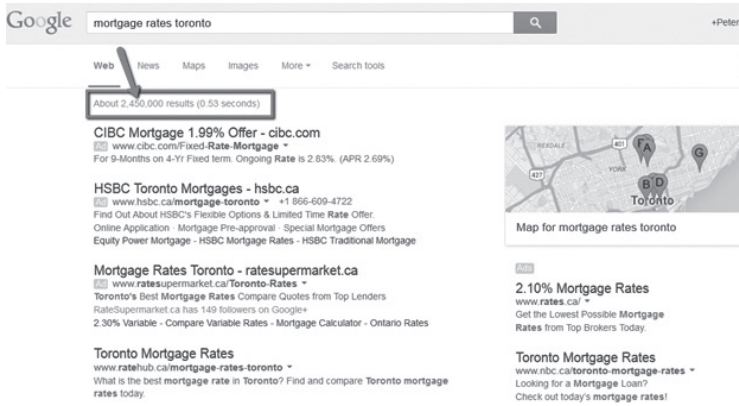 Google mortgage rates toronto +Peter
Web News Maps Images More Search tools
About 2,450,000 results (0.53 seconds)
CIBC Mortgage 1.99% Offer - cibc.com
Ad www.cibc.com/Fixed-Rate-Mortgage
For 9-Months on 4-Yr Fixed term. Ongoing Rate is 2.83%. (APR 2.69%)
HSBC Toronto Mortgages - hsbc.ca
Ad www.hsbc.ca/mortgage-toronto +1 866-609-4722
Find Out About HSBC's Flexible Options & Limited Time Rate Offer.
Online Application · Mortgage Pre-approval · Special Mortgage Offers
Equity Power Mortgage - HSBC Mortgage Rates - HSBC Traditional Mortgage
Mortgage Rates Toronto - ratesupermarket.ca
Ad www.ratesupermarket.ca/Toronto-Rates
Toronto's Best Mortgage Rates Compare Quotes from Top Lenders
RateSupermarket.ca has 149 followers on Google+
2.30% Variable - Compare Variable Rates - Mortgage Calculator - Ontario Rates
Toronto Mortgage Rates
www.ratehub.ca/mortgage-rates-toronto
What is the best mortgage rate in Toronto? Find and compare Toronto mortgage
rates today.
REXDALE
401
A
G
427
YORK
B D
Toronto
Map for mortgage rates toronto
Ads
2.10% Mortgage Rates
www.rates.ca/
Get the Lowest Possible Mortgage
Rates from Top Brokers Today.
Toronto Mortgage Rates
www.nbc.ca/toronto-mortgage-rates
Looking for a Mortgage Loan?
Check out today's mortgage rates!